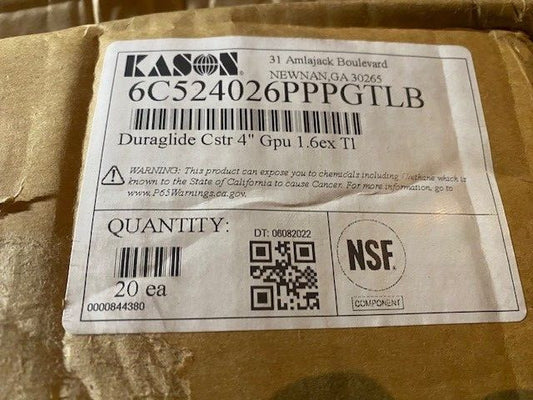 KASON®
31 Amlajack Boulevard
NEWNAN,GA 30265
6C524026PPPGTLB
Duraglide Cstr 4" Gpu 1.6ex Tl
WARNING: This product can expose you to chemicals including Urethane which is
known to the State of California to cause Cancer. For more information, go to
www.P65Warnings.ca.gov.
QUANTITY:
20 ea
0000844380
DT: 06082022
NSF®
COMPONENT